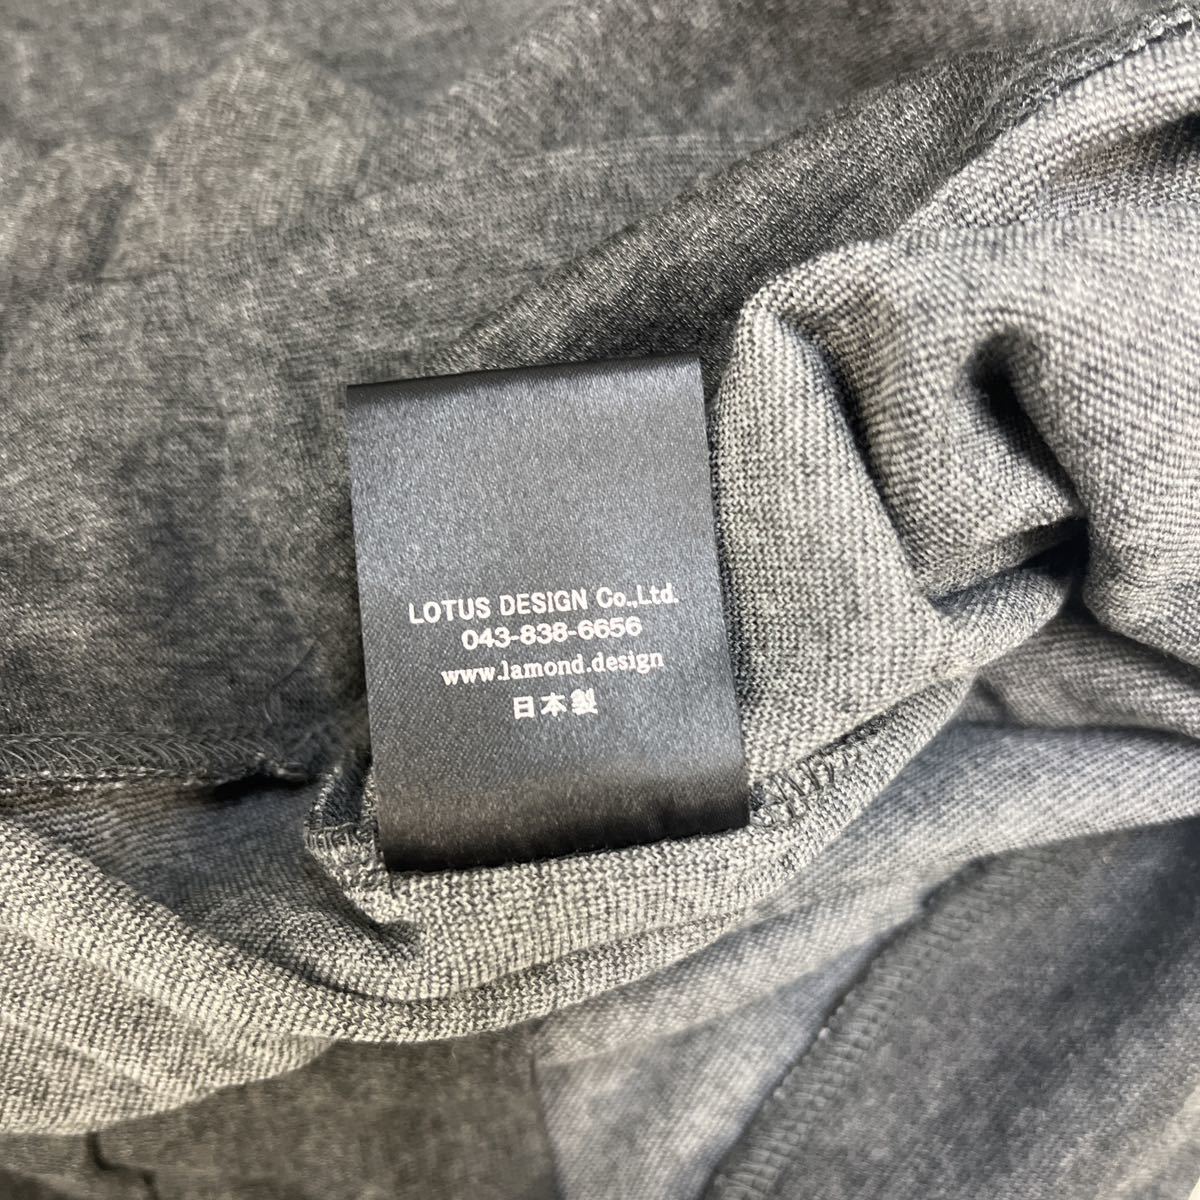 LOTUS DESIGN Co.,Ltd.
043-838-6656
www.lamond.design
日本製